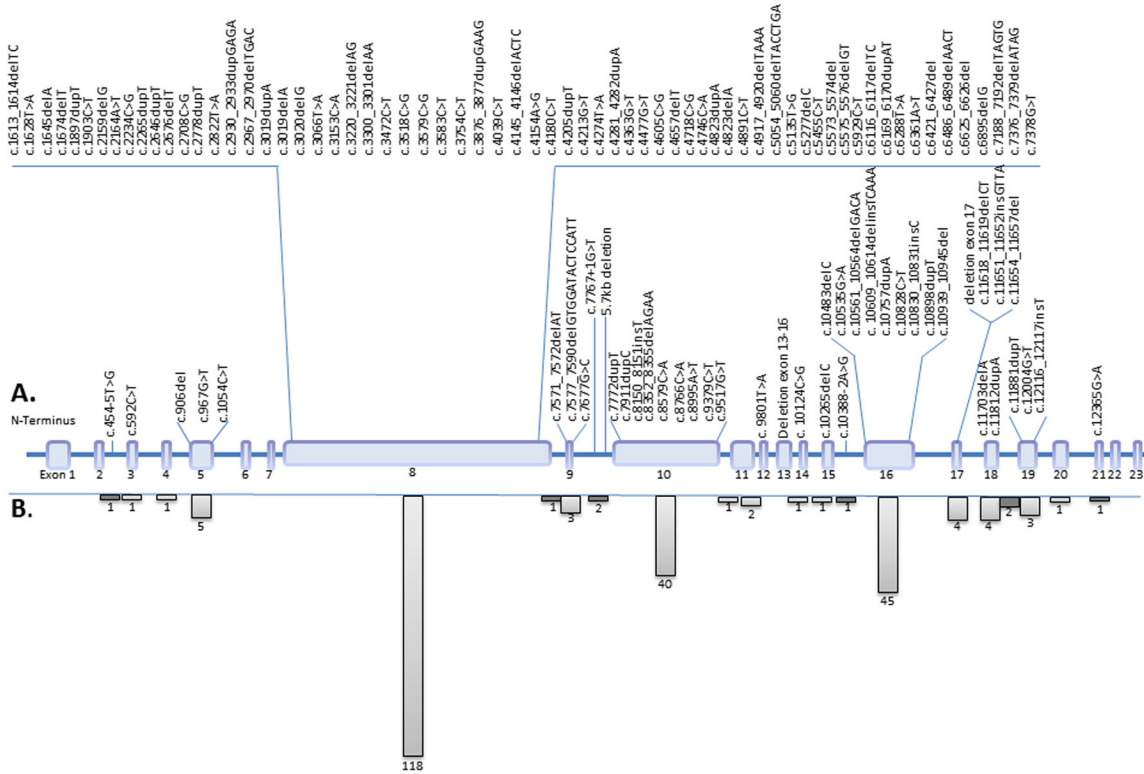 c.1613_1614delTC
c.1628T>A
c.1645delA
c.1674delT
c.1897dupT
c.1903C>T
c.2159delG
c.2164A>T
c.2234C>G
c.2265dupT
c.2646dupT
c.2676delT
c.2708C>G
c.2778dupT
c.2822T>A
c.2930_2933dupGAGA
c.2967_2970delTGAC
c.3019dupA
c.3019delA
c.3020delG
c.3066T>A
c.3153C>A
c.3220_3221delAG
c.3300_3301delAA
c.3472C>T
c.3518C>G
c.3579C>G
c.3583C>T
c.3754C>T
c.3876_3877dupGAAG
c.4039C>T
c.4145_4146delACTC
c.4154A>G
c.4180C>T
c.4205dupT
c.4213G>T
c.4274T>A
c.4281_4282dupA
c.4363G>T
c.4477G>T
c.4605C>G
c.4657delT
c.4718C>G
c.4746C>A
c.4823dupA
c.4823delA
c.4891C>T
c.4917_4920delTAAA
c.5054_5060delTACCTGA
c.5135T>G
c.5277delC
c.5455C>T
c.5573_5574del
c.5575_5576delGT
c.5929C>T
c.6116_6117delTC
c.6169_6170dupAT
c.6288T>A
c.6361A>T
c.6421_6427del
c.6486_6489delAACT
c.6625_6626del
c.6895delG
c.7188_7192delTAGTG
c.7376_7379delATAG
c.7378G>T
A.
N-Terminus
c.454-5T>G
c.592C>T
c.906del
c.967G>T
c.1054C>T
c.7571_7572delAT
c.7577_7590delGTGGATACTCCATT
c.7677G>C
c.7767+1G>T
5.7kb deletion
c.7772dupT
c.7911dupC
c.8150_8151insT
c.8352_8355delAGAA
c.8579C>A
c.8766C>A
c.8995A>T
c.9379C>T
c.9517G>T
c.9801T>A
Deletion exon 13-16
c.10124C>G
c.10265delC
c.10388-2A>G
c.10483delC
c.10535G>A
c.10561_10564delGACA
c.10609_10614delinsTCAAA
c.10757dupA
c.10828C>T
c.10830_10831insC
c.10898dupT
c.10939_10945del
deletion exon 17
c.11618_11619delCT
c.11651_11652insGTTA
c.11654_11657del
c.11703delA
c.11812dupA
c.11881dupT
c.12004G>T
c.12116_12117insT
c.12365G>A
Exon 1 2 3 4 5 6 7 8 9 10 11 12 13 14 15 16 17 18 19 20 21 22 23
B.
1 1 1 5 118 1 3 2 40 1 2 1 1 1 45 4 4 2 3 1 1